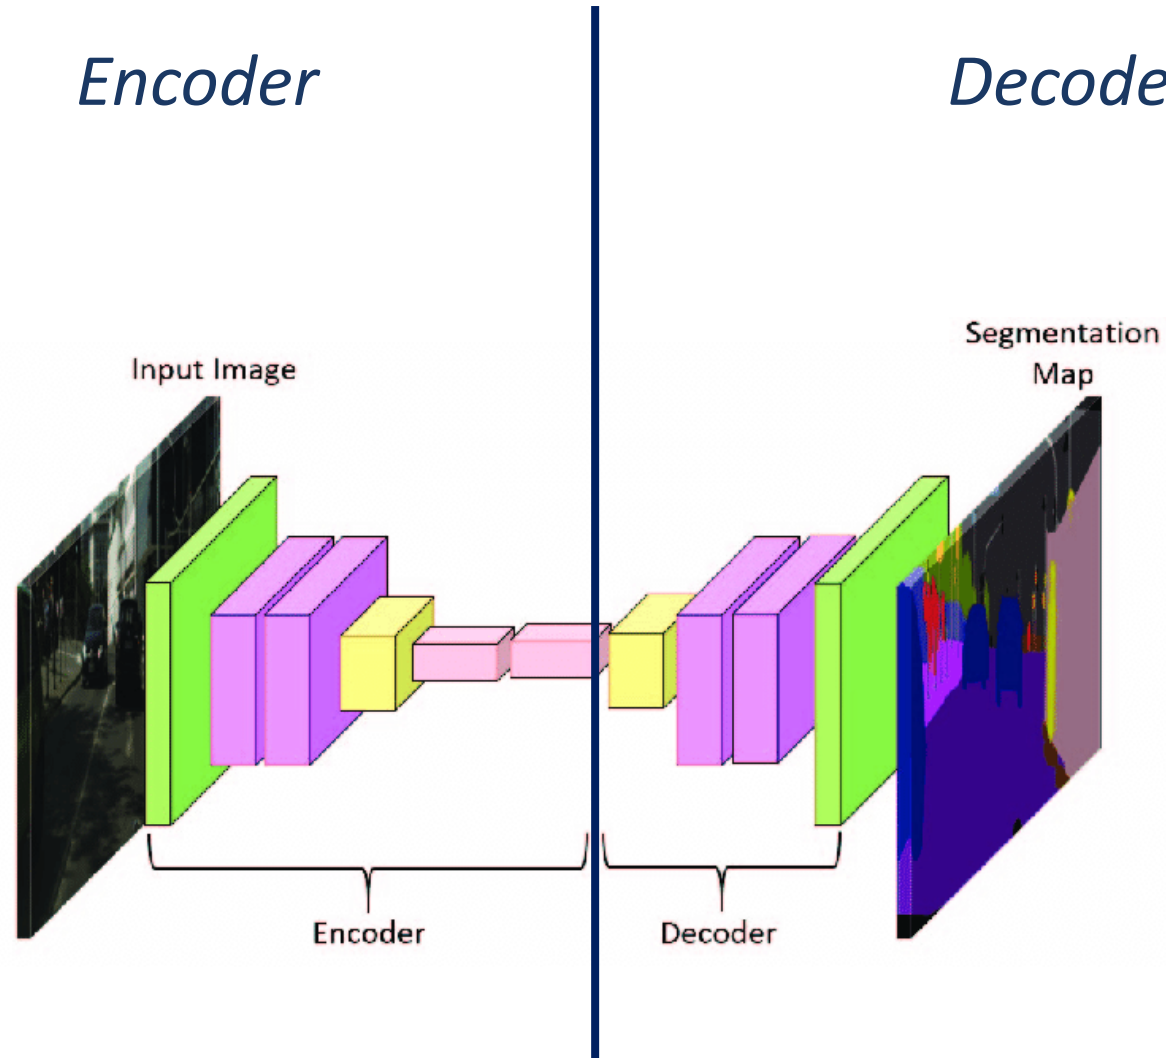 Encoder
Decode
Input Image
Segmentation
Map
Encoder
Decoder